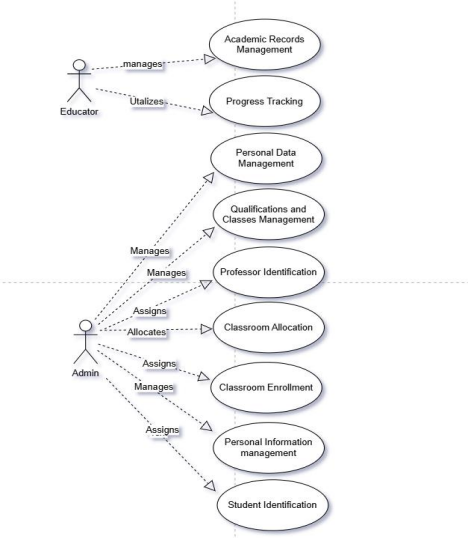 Academic Records
Management
manages
Educator
Utalizes
Progress Tracking
Personal Data
Management
Qualifications and
Classes Management
Manages
Manages
Professor Identification
Assigns
Allocates
Classroom Allocation
Admin
Assigns
Classroom Enrollment
Manages
Assigns
Personal Information
management
Student Identification